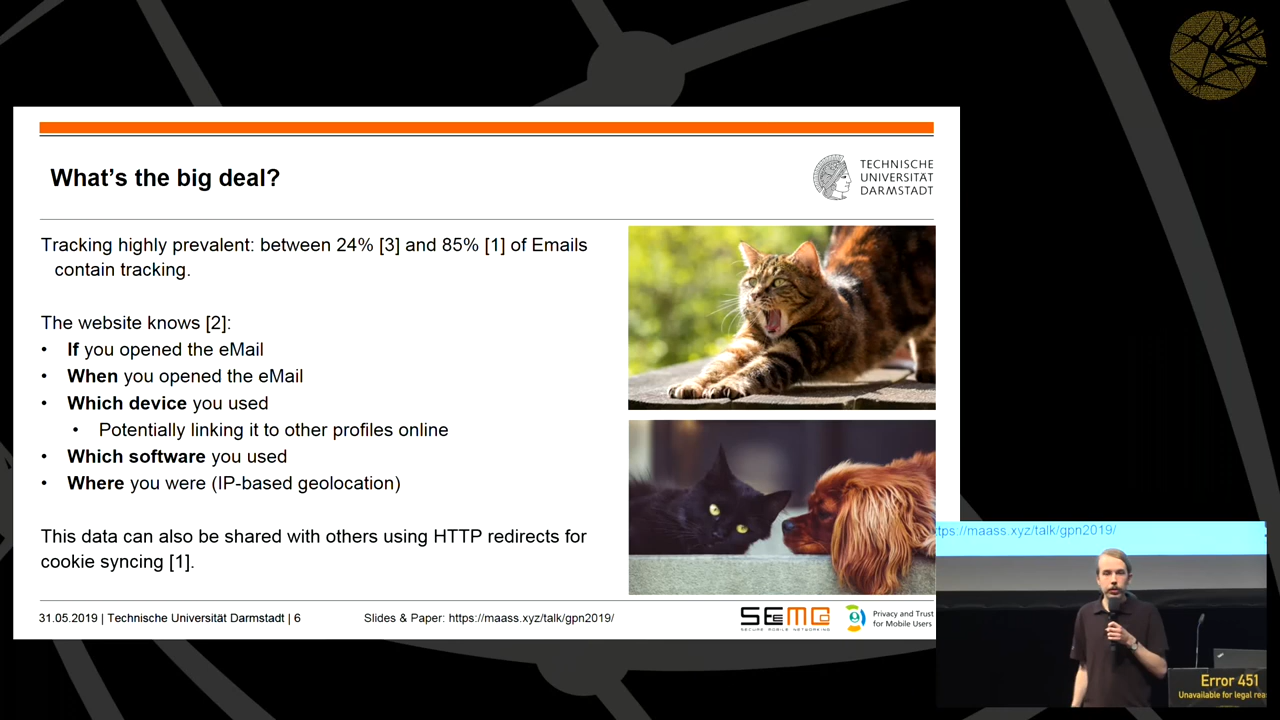 What's the big deal?
TECHNISCHE
UNIVERSITÄT
DARMSTADT
Tracking highly prevalent: between 24% [3] and 85% [1] of Emails
contain tracking.
The website knows [2]:
• If you opened the eMail
• When you opened the eMail
• Which device you used
• Potentially linking it to other profiles online
• Which software you used
• Where you were (IP-based geolocation)
This data can also be shared with others using HTTP redirects for
cookie syncing [1].
31.05.2019 | Technische Universität Darmstadt | 6
Slides & Paper: https://maass.xyz/talk/gpn2019/
SEEMOO
SECURE MOBILE NETWORKING
Privacy and Trust
for Mobile Users
ttps://maass.xyz/talk/gpn2019/
Error 451
Unavailable for legal rea